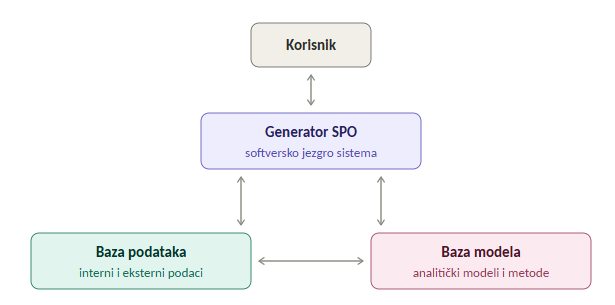 Korisnik
Generator SPO
softversko jezgro sistema
Baza podataka
interni i eksterni podaci
Baza modela
analitički modeli i metode